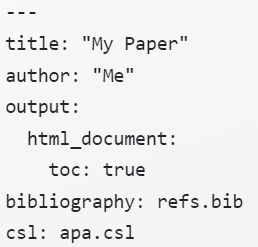 ---
title: "My Paper"
author: "Me"
output:
  html_document:
    toc: true
bibliography: refs.bib
csl: apa.csl